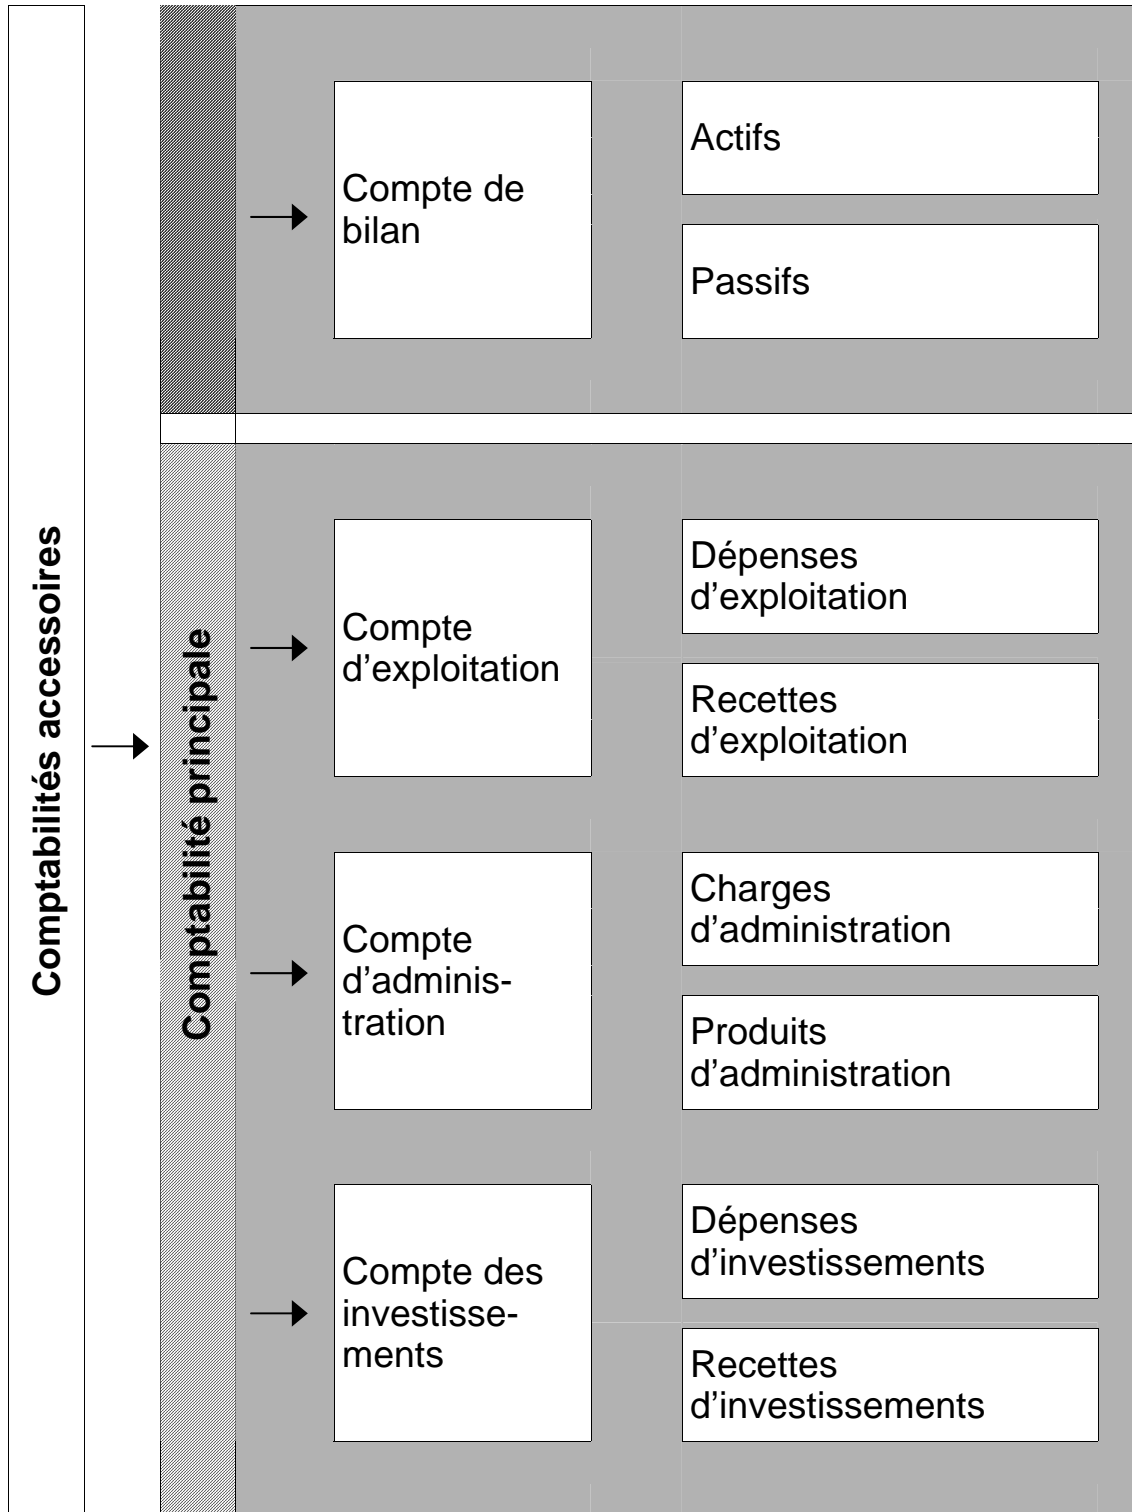 Comptabilités accessoires
Comptabilité principale
Compte de
bilan
Actifs
Passifs
Compte
d’exploitation
Dépenses
d’exploitation
Recettes
d’exploitation
Compte
d’adminis-
tration
Charges
d’administration
Produits
d’administration
Compte des
investisse-
ments
Dépenses
d’investissements
Recettes
d’investissements